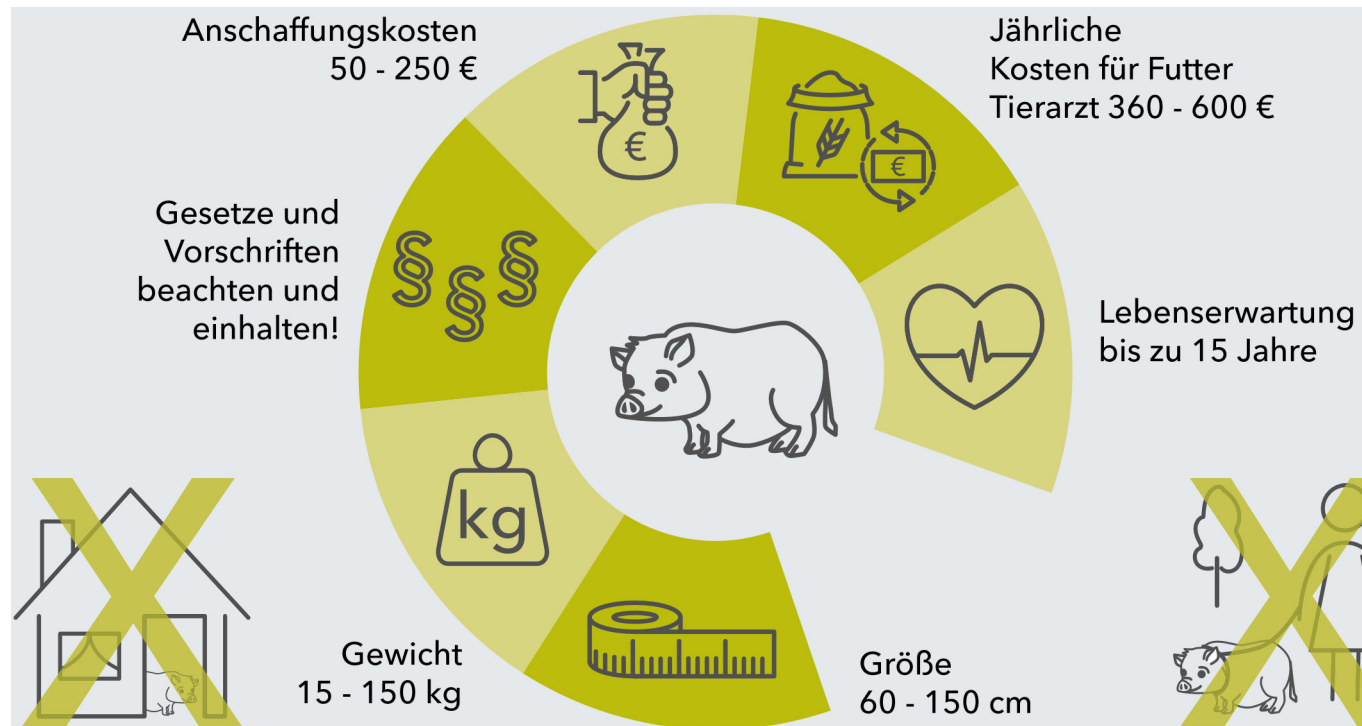 Anschaffungskosten
50 - 250 €
€
Jährliche
Kosten für Futter
Tierarzt 360 - 600 €
€
Gesetze und
Vorschriften
beachten und
einhalten!
§ § §
Lebenserwartung
bis zu 15 Jahre
kg
Gewicht
15 - 150 kg
Größe
60 - 150 cm